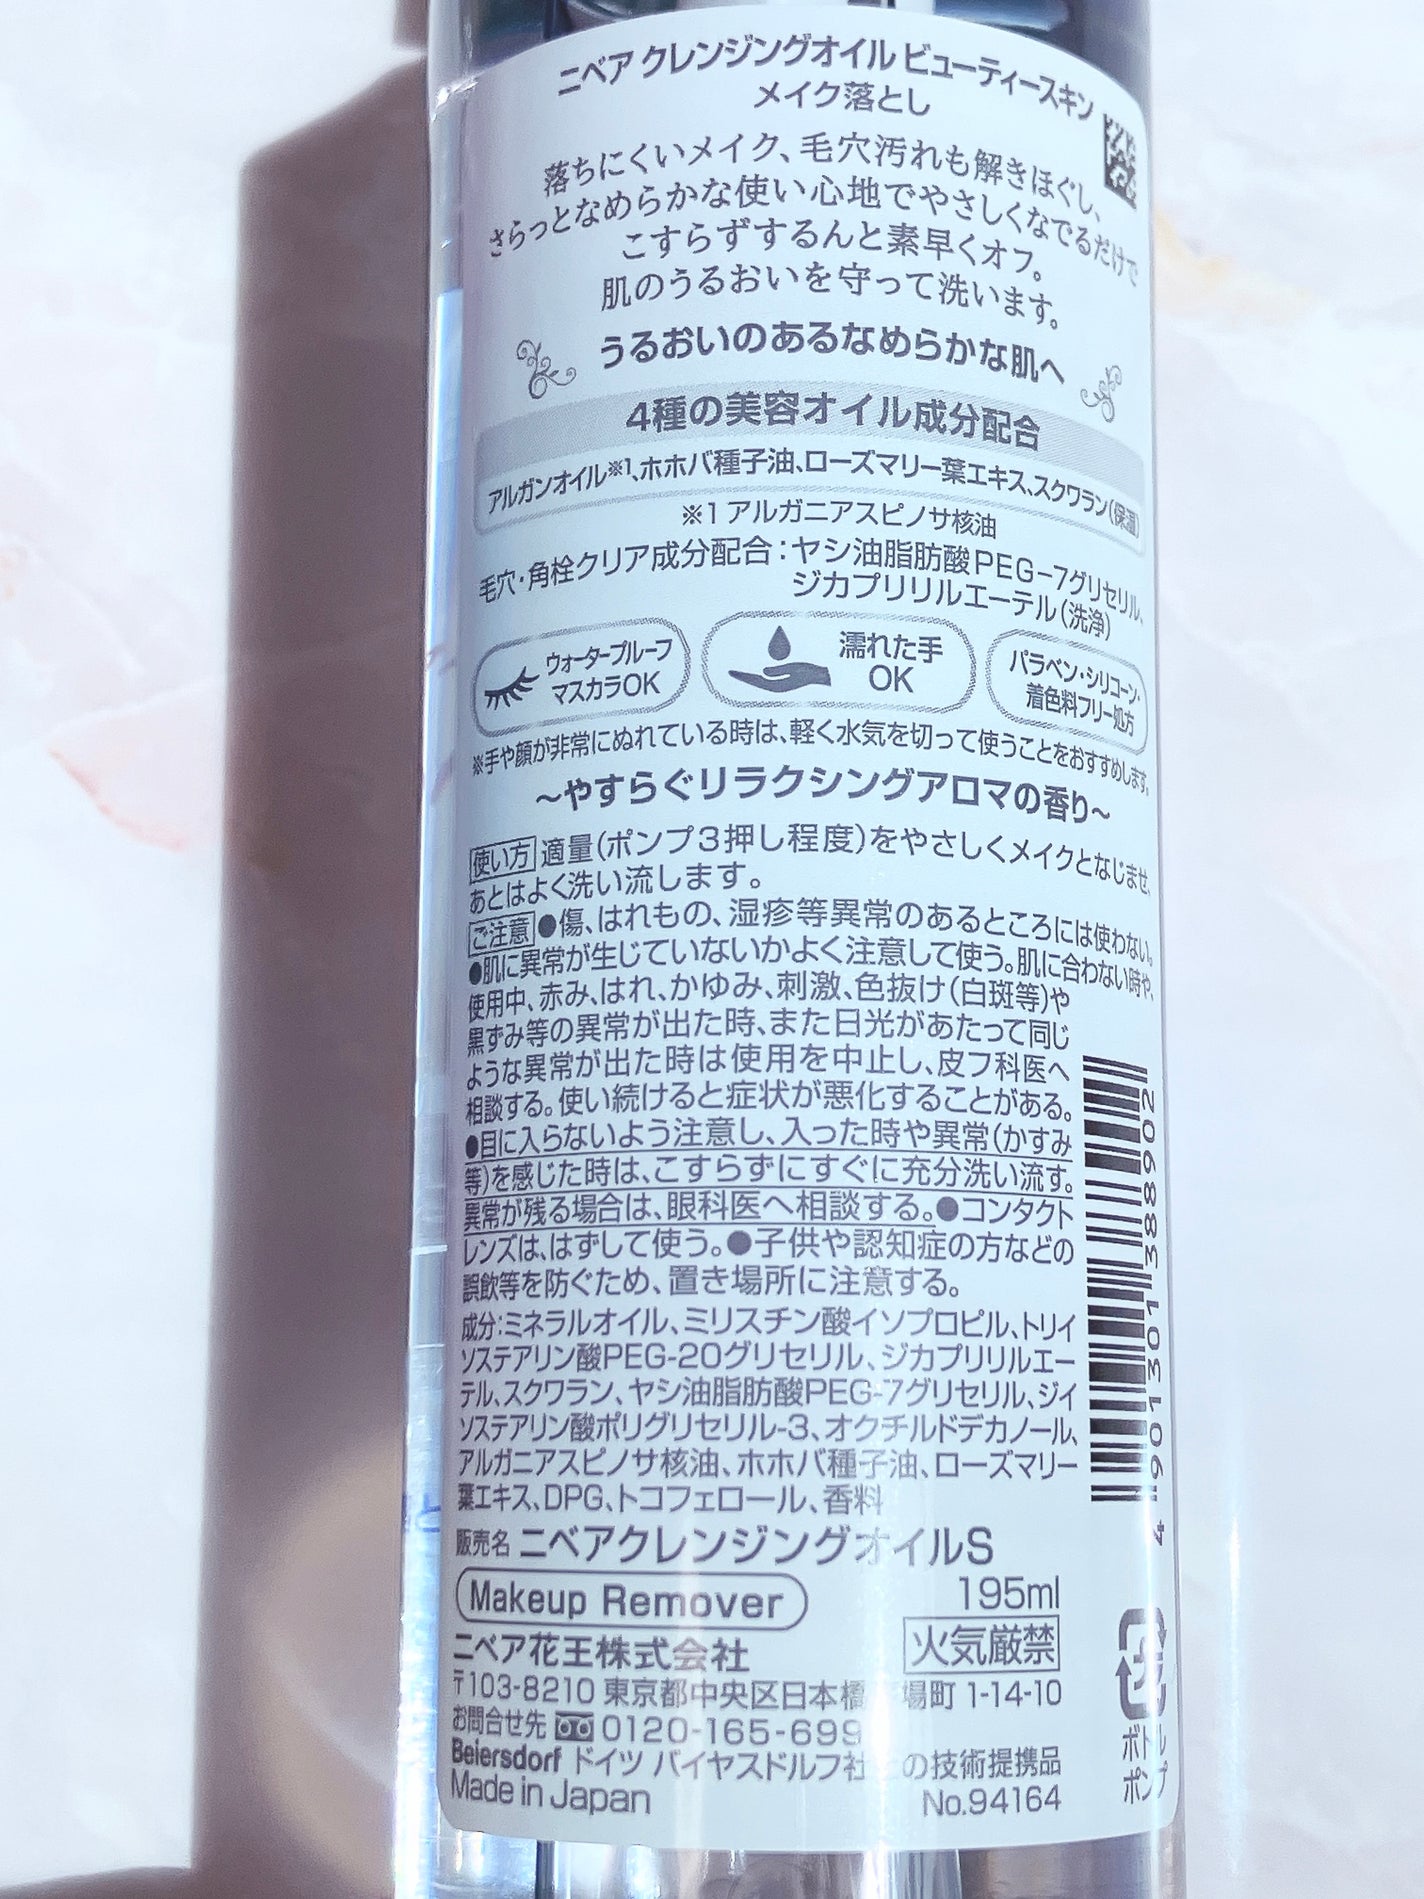 ニベア クレンジングオイル ビューティースキン
メイク落とし
落ちにくいメイク、毛穴汚れも解きほぐし、
さらっとなめらかな使い心地でやさしくなでるだけで
こすらずするんと素早くオフ。
肌のうるおいを守って洗います。
うるおいのあるなめらかな肌へ
4種の美容オイル成分配合
アルガンオイル※1、ホホバ種子油、ローズマリー葉エキス、スクワラン(保湿)
※1 アルガニアスピノサ核油
毛穴・角栓クリア成分配合：ヤシ油脂肪酸PEG-7グリセリル、
ジカプリリルエーテル(洗浄)
ウォータープルーフ
マスカラOK
濡れた手
OK
パラベン・シリコーン・
着色料フリー処方
※手や顔が非常にぬれている時は、軽く水気を切って使うことをおすすめします。
～やすらぐリラクシングアロマの香り～
使い方 適量(ポンプ3押し程度)をやさしくメイクとなじませ、
あとはよく洗い流します。
ご注意 ●傷、はれもの、湿疹等異常のあるところには使わない。
●肌に異常が生じていないかよく注意して使う。肌に合わない時や、
使用中、赤み、はれ、かゆみ、刺激、色抜け(白斑等)や
黒ずみ等の異常が出た時、また日光があたって同じ
ような異常が出た時は使用を中止し、皮フ科医へ
相談する。使い続けると症状が悪化することがある。
●目に入らないよう注意し、入った時や異常(かすみ
等)を感じた時は、こすらずにすぐに充分洗い流す。
異常が残る場合は、眼科医へ相談する。●コンタクト
レンズは、はずして使う。●子供や認知症の方などの
誤飲等を防ぐため、置き場所に注意する。
成分：ミネラルオイル、ミリスチン酸イソプロピル、トリイ
ソステアリン酸PEG-20グリセリル、ジカプリリルエー
テル、スクワラン、ヤシ油脂肪酸PEG-7グリセリル、ジイ
ソステアリン酸ポリグリセリル-3、オクチルドデカノール、
アルガニアスピノサ核油、ホホバ種子油、ローズマリー
葉エキス、DPG、トコフェロール、香料
販売名 ニベアクレンジングオイルS
Makeup Remover
195ml
ニベア花王株式会社
火気厳禁
〒103-8210 東京都中央区日本橋 場町 1-14-10
お問合せ先 0120-165-699
Beiersdorf ドイツ バイヤスドルフ社 の技術提携品
Made in Japan
No.94164
4 901301 388902
ボトル
ポンプ